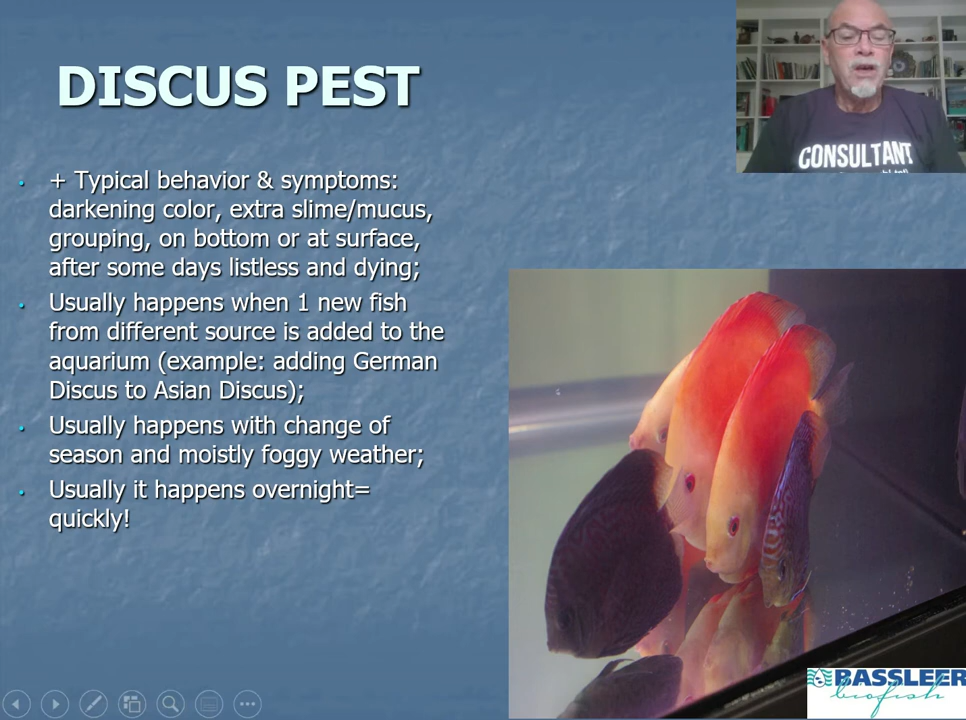 DISCUS PEST
+ Typical behavior & symptoms:
darkening color, extra slime/mucus,
grouping, on bottom or at surface,
after some days listless and dying;
Usually happens when 1 new fish
from different source is added to the
aquarium (example: adding German
Discus to Asian Discus);
Usually happens with change of
season and moistly foggy weather;
Usually it happens overnight=
quickly!
CONSULTANT
BASSLEER
biofish